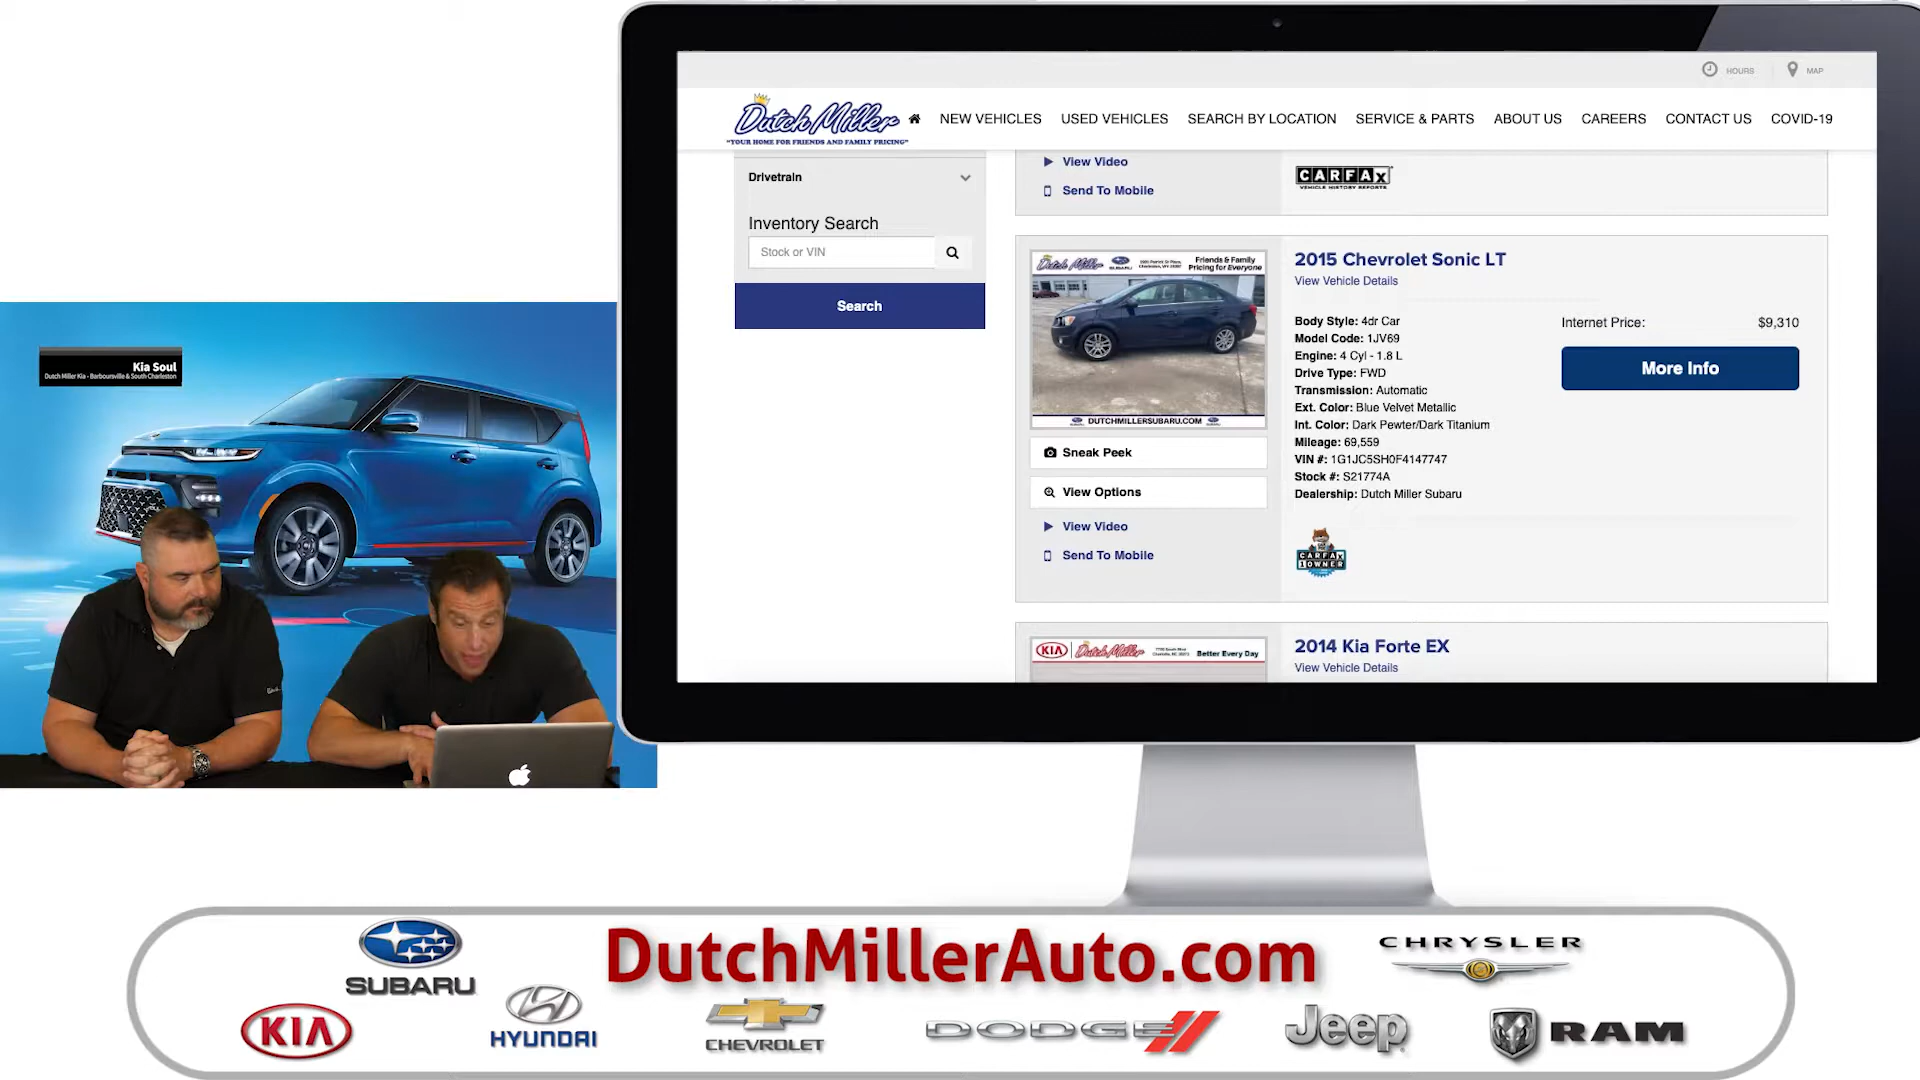 HOURS
MAP
Dutch Miller
"YOUR HOME FOR FRIENDS AND FAMILY PRICING"
NEW VEHICLES
USED VEHICLES
SEARCH BY LOCATION
SERVICE & PARTS
ABOUT US
CAREERS
CONTACT US
COVID-19
Drivetrain
Inventory Search
Stock or VIN
Search
View Video
Send To Mobile
CARFAX
VEHICLE HISTORY REPORTS
Dutch Miller
SUBARU
Friends & Family
Pricing for Everyone
DUTCHMILLERSUBARU.COM
Sneak Peek
View Options
View Video
Send To Mobile
2015 Chevrolet Sonic LT
View Vehicle Details
Body Style: 4dr Car
Model Code: 1JV69
Engine: 4 Cyl - 1.8 L
Drive Type: FWD
Transmission: Automatic
Ext. Color: Blue Velvet Metallic
Int. Color: Dark Pewter/Dark Titanium
Mileage: 69,559
VIN #: 1G1JC5SH0F4147747
Stock #: S21774A
Dealership: Dutch Miller Subaru
Internet Price: $9,310
More Info
CARFAX
1 OWNER
KIA
Dutch Miller
Better Every Day
2014 Kia Forte EX
View Vehicle Details
Kia Soul
Dutch Miller Kia - Barboursville & South Charleston
DutchMillerAuto.com
SUBARU
KIA
HYUNDAI
CHEVROLET
DODGE
CHRYSLER
Jeep
RAM